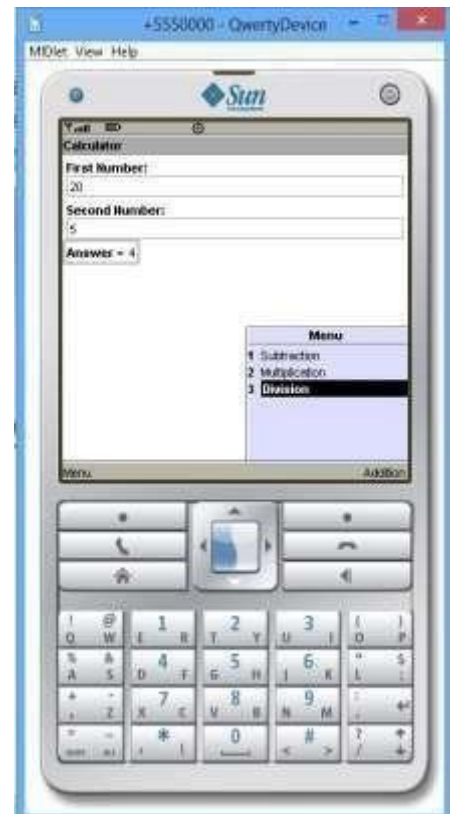 +5550000 - QwertyDevice
MIDlet View Help
Sun
Calculator
First Number:
20
Second Number:
5
Answer = 4
Menu
1 Subtraction
2 Multiplication
3 Division
Menu
Addition
! @ 1 2 3 ( )
Q W E R T Y U I O P
% & 4 5 6 " $
A S D F G H J K L :
+ - 7 8 9 ;
, Z X C V B N M .
* 0 # ?
' \ < > /